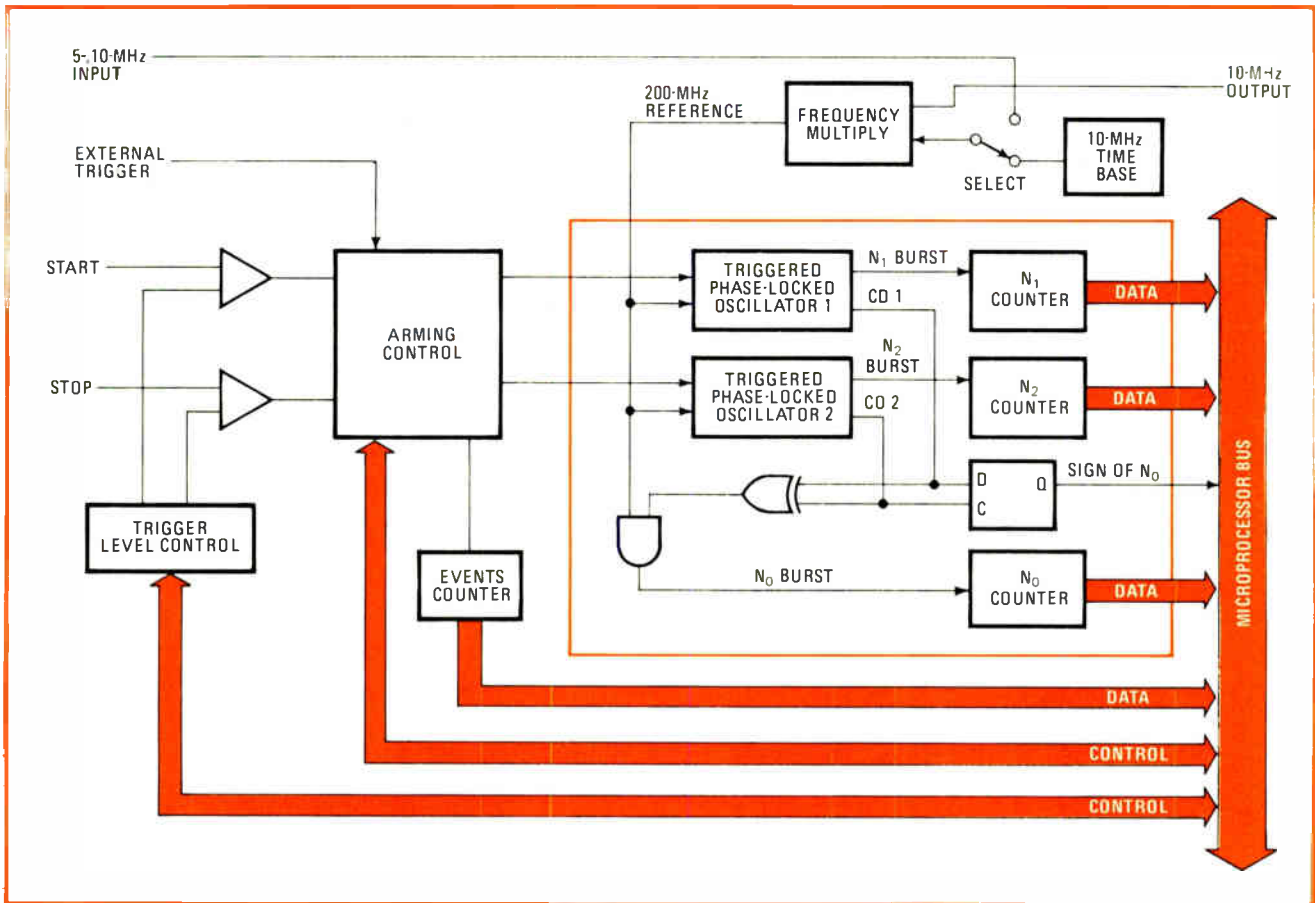 5-,10-MHz
INPUT
10-MHz
OUTPUT
200-MHz
REFERENCE
FREQUENCY
MULTIPLY
10-MHz
TIME
BASE
SELECT
EXTERNAL
TRIGGER
START
STOP
ARMING
CONTROL
TRIGGER
LEVEL CONTROL
EVENTS
COUNTER
TRIGGERED
PHASE-LOCKED
OSCILLATOR 1
N₁ BURST
CD 1
N₁
COUNTER
DATA
TRIGGERED
PHASE-LOCKED
OSCILLATOR 2
N₂
BURST
CD 2
N₂
COUNTER
DATA
D Q
C
SIGN OF N₀
N₀ BURST
N₀
COUNTER
DATA
DATA
CONTROL
CONTROL
MICROPROCESSOR BUS